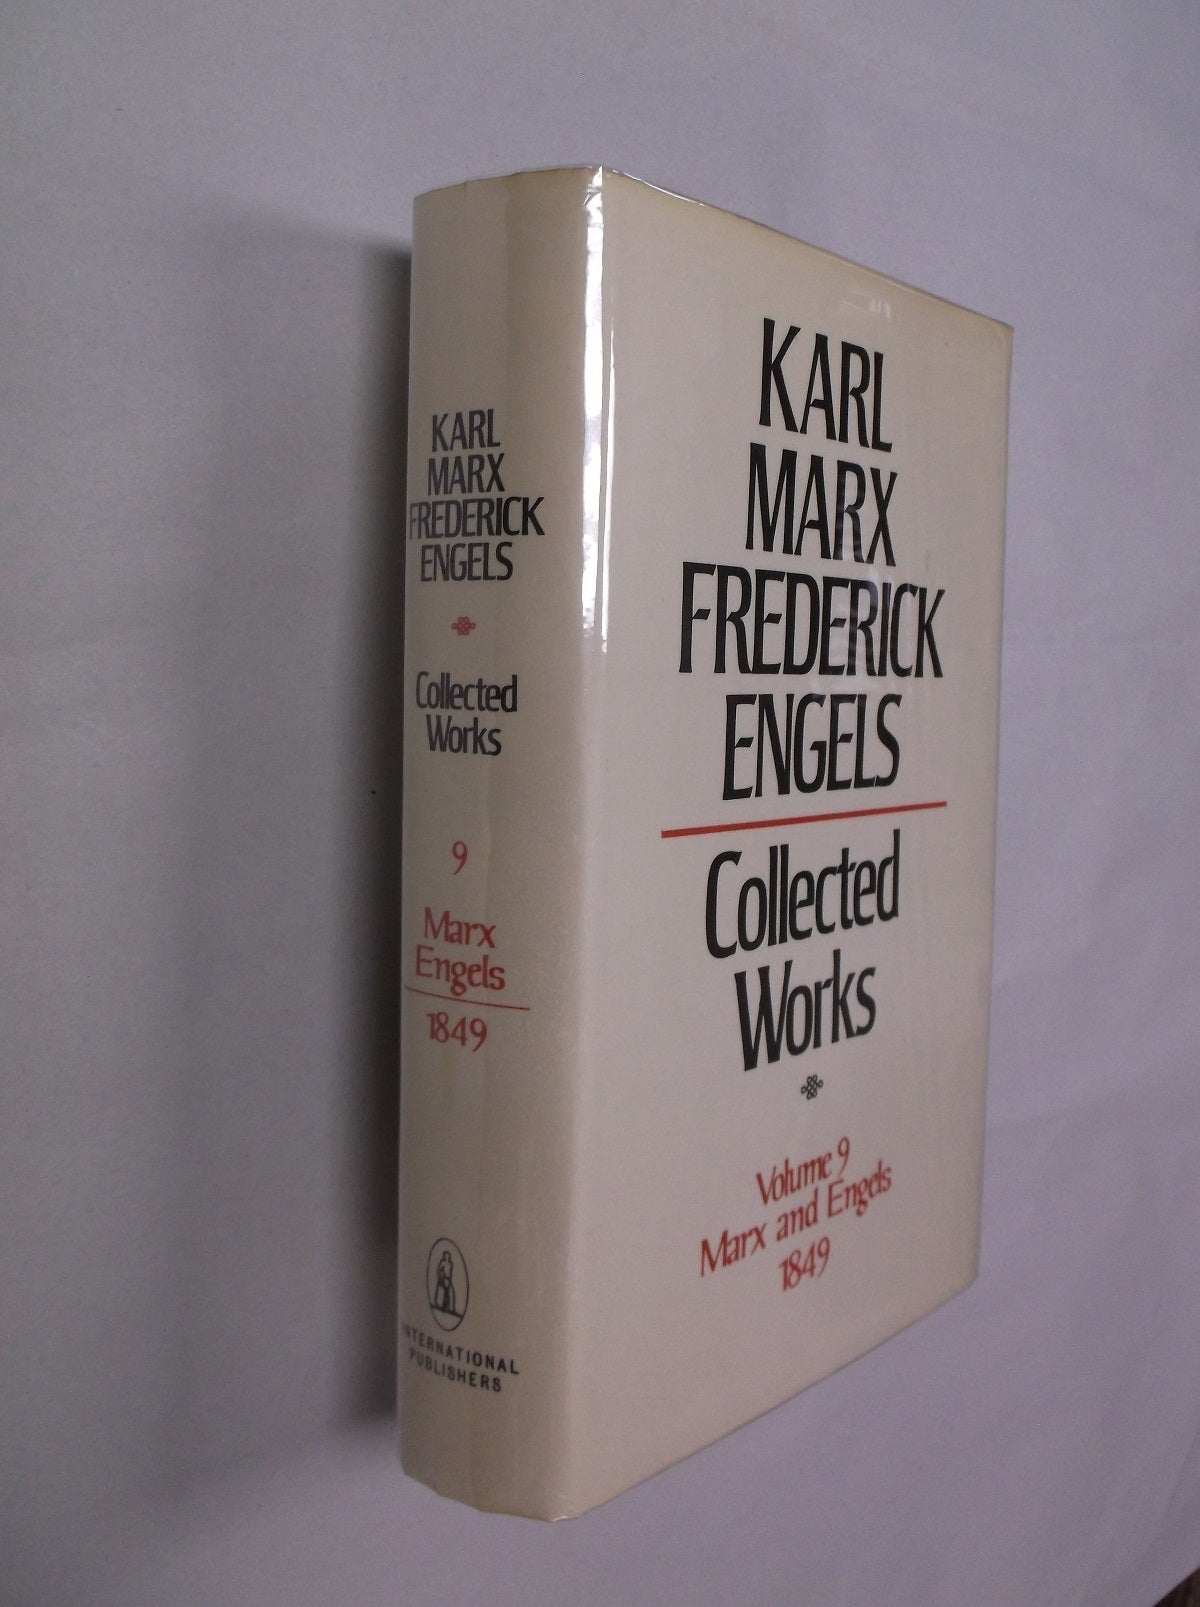 KARL
MARX
FREDERICK
ENGELS
Collected
Works
9
Marx
Engels
1849
INTERNATIONAL
PUBLISHERS
KARL
MARX
FREDERICK
ENGELS
Collected
Works
Volume 9
Marx and Engels
1849